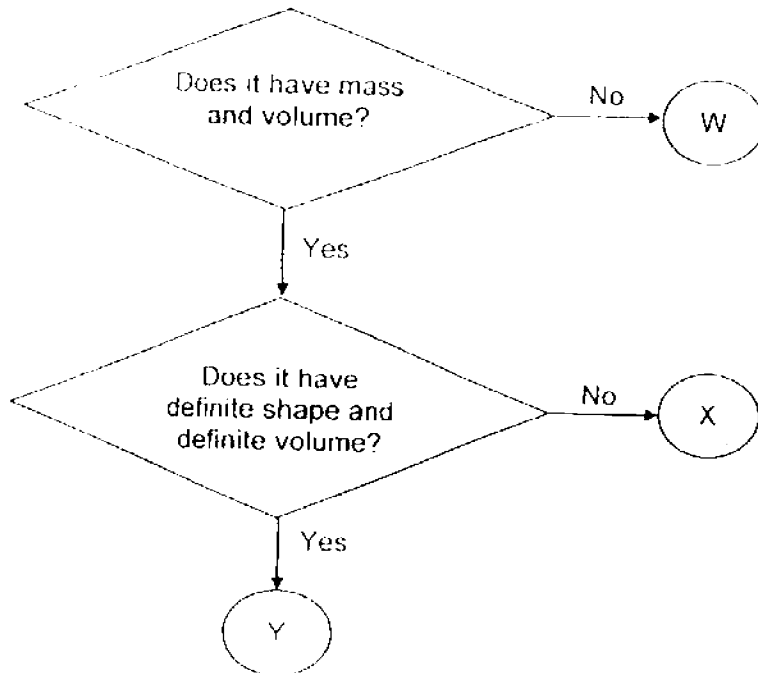 Does it have mass
and volume?
No
W
Yes
Does it have
definite shape and
definite volume?
No
X
Yes
Y